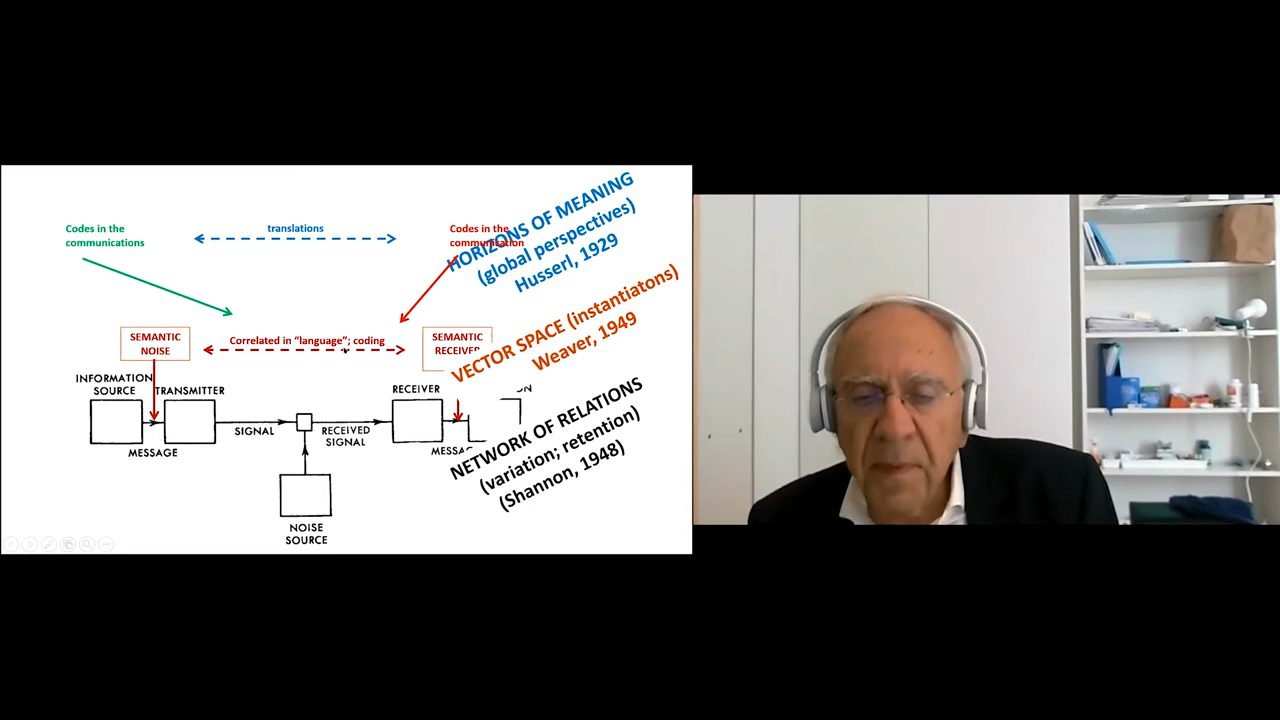 Codes in the
communications
translations
Codes in the
communication
HORIZONS OF MEANING
(global perspectives)
Husserl, 1929
VECTOR SPACE (instantiatons)
Weaver, 1949
NETWORK OF RELATIONS
(variation; retention)
(Shannon, 1948)
SEMANTIC
NOISE
Correlated in "language"; coding
SEMANTIC
RECEIVER
INFORMATION
SOURCE
TRANSMITTER
RECEIVER
SIGNAL
RECEIVED
SIGNAL
MESSAGE
NOISE
SOURCE